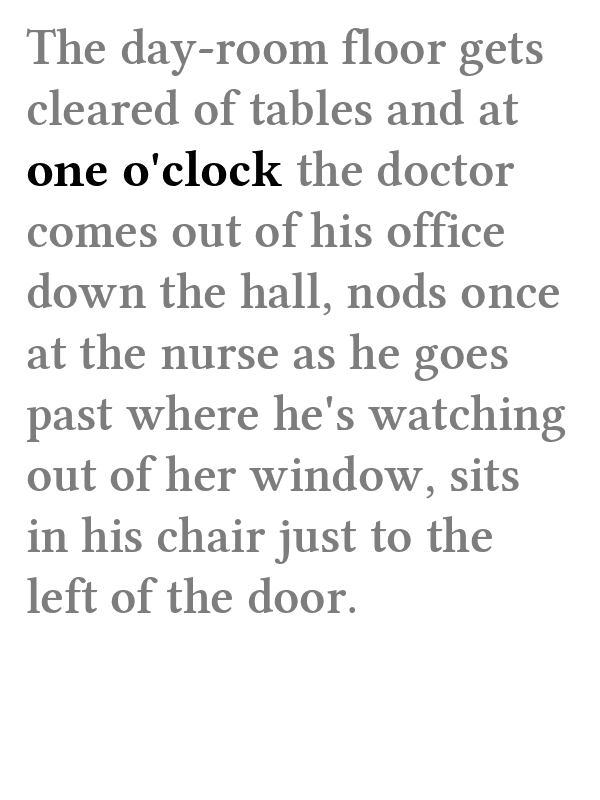 The day-room floor gets
cleared of tables and at
one o'clock the doctor
comes out of his office
down the hall, nods once
at the nurse as he goes
past where he's watching
out of her window, sits
in his chair just to the
left of the door.